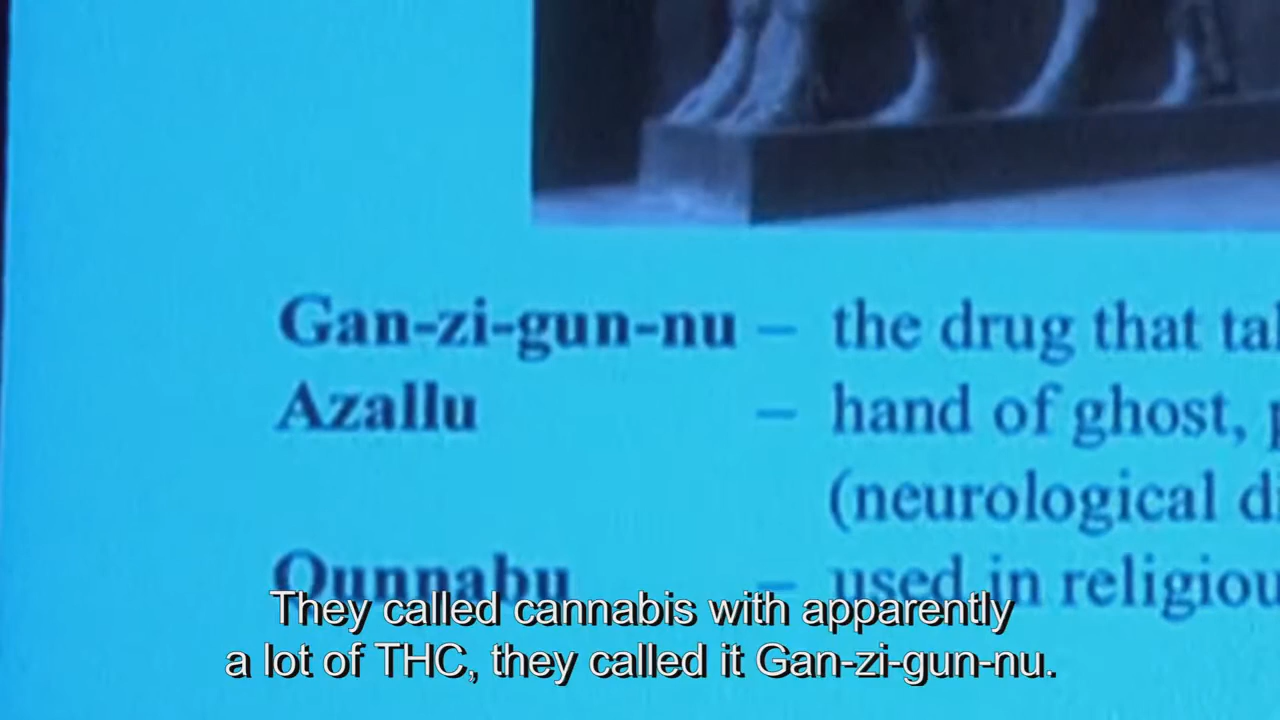 Gan-zi-gun-nu – the drug that
Azallu – hand of ghost,
(neurological
Qunnabu – used in
They called cannabis with apparently
a lot of THC, they called it Gan-zi-gun-nu.